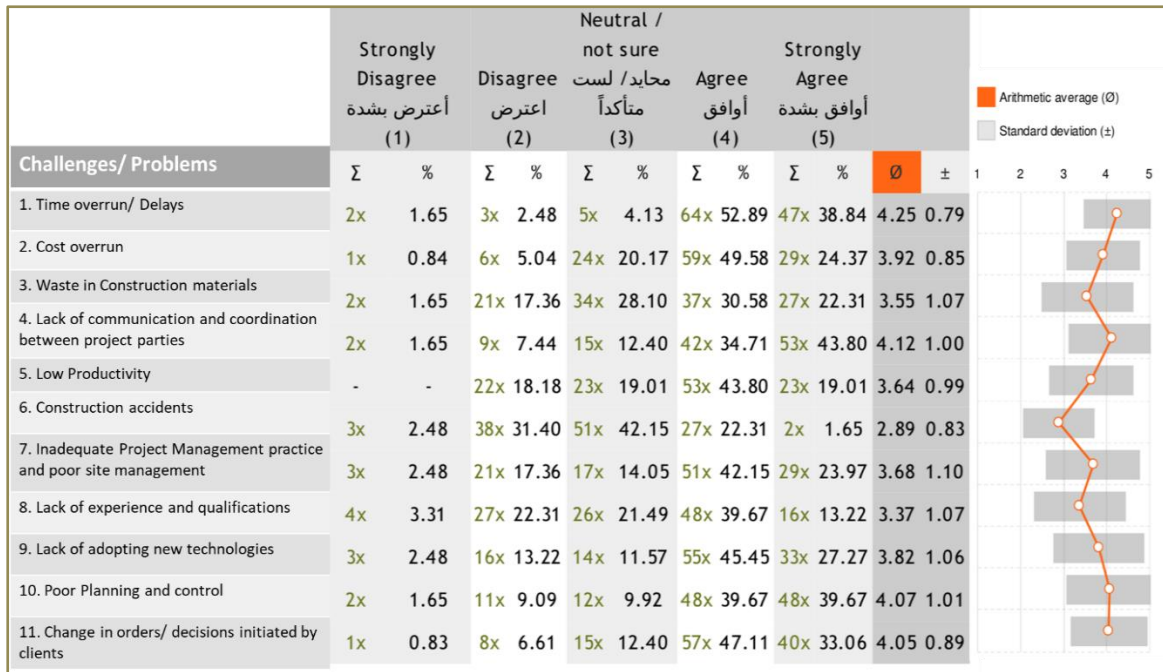 Strongly Disagree أعترض بشدة (1)
Disagree اعترض (2)
Neutral / not sure محايد/ لست متأكداً (3)
Agree أوافق (4)
Strongly Agree أوافق بشدة (5)
Arithmetic average (Ø)
Standard deviation (±)
Challenges/ Problems Σ % Σ % Σ % Σ % Σ % Ø ± 1 2 3 4 5
1. Time overrun/ Delays 2x 1.65 3x 2.48 5x 4.13 64x 52.89 47x 38.84 4.25 0.79
2. Cost overrun 1x 0.84 6x 5.04 24x 20.17 59x 49.58 29x 24.37 3.92 0.85
3. Waste in Construction materials 2x 1.65 21x 17.36 34x 28.10 37x 30.58 27x 22.31 3.55 1.07
4. Lack of communication and coordination
between project parties 2x 1.65 9x 7.44 15x 12.40 42x 34.71 53x 43.80 4.12 1.00
5. Low Productivity - - 22x 18.18 23x 19.01 53x 43.80 23x 19.01 3.64 0.99
6. Construction accidents 3x 2.48 38x 31.40 51x 42.15 27x 22.31 2x 1.65 2.89 0.83
7. Inadequate Project Management practice
and poor site management 3x 2.48 21x 17.36 17x 14.05 51x 42.15 29x 23.97 3.68 1.10
8. Lack of experience and qualifications 4x 3.31 27x 22.31 26x 21.49 48x 39.67 16x 13.22 3.37 1.07
9. Lack of adopting new technologies 3x 2.48 16x 13.22 14x 11.57 55x 45.45 33x 27.27 3.82 1.06
10. Poor Planning and control 2x 1.65 11x 9.09 12x 9.92 48x 39.67 48x 39.67 4.07 1.01
11. Change in orders/ decisions initiated by
clients 1x 0.83 8x 6.61 15x 12.40 57x 47.11 40x 33.06 4.05 0.89